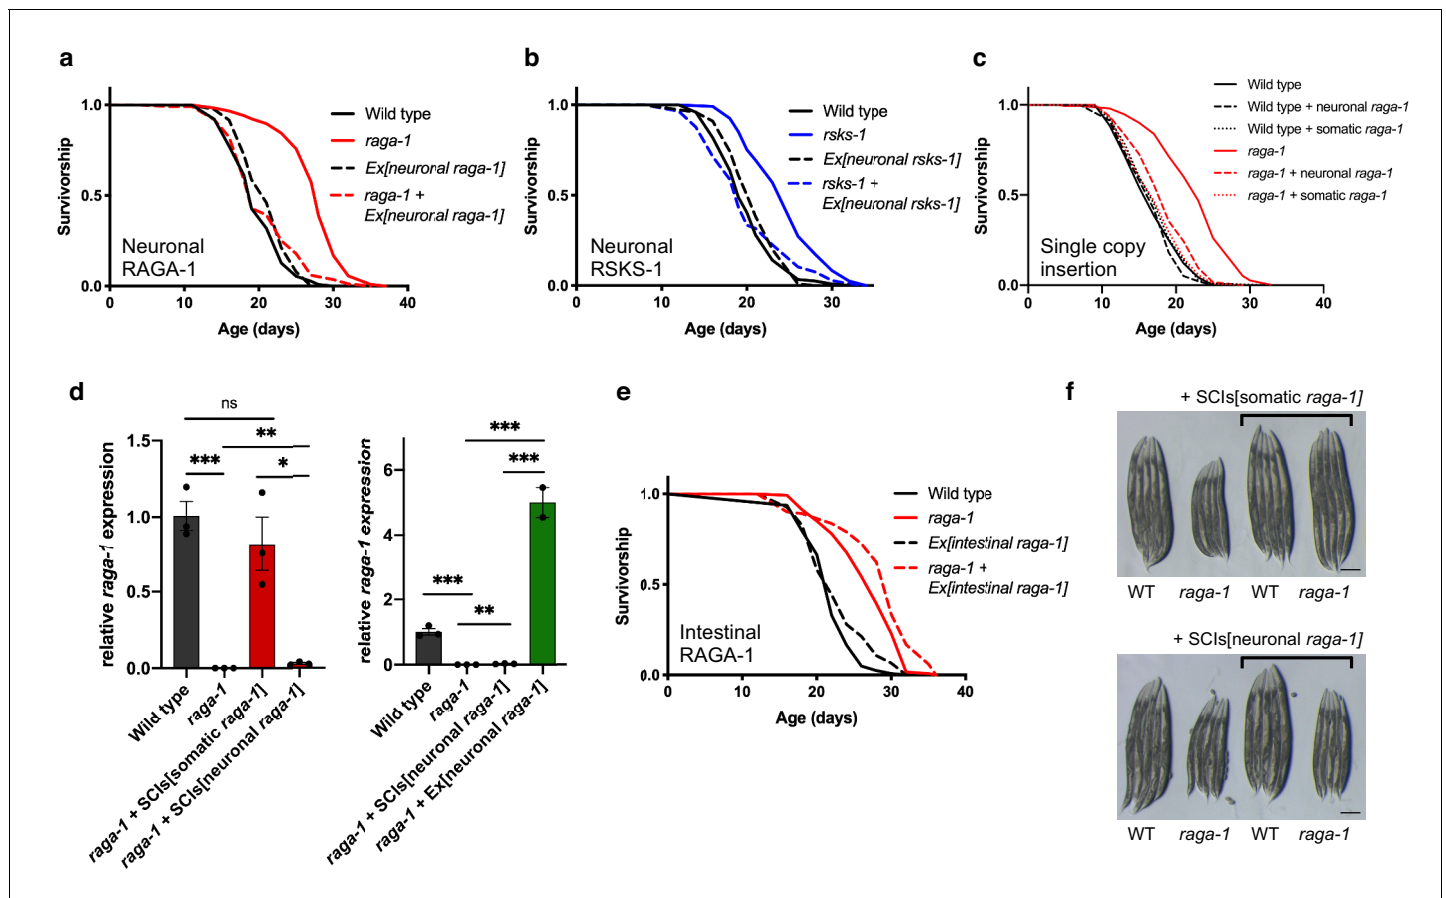 a
1.0
0.5
0.0
0
10
20
30
40
Survivorship
Age (days)
Neuronal
RAGA-1
Wild type
raga-1
Ex[neuronal raga-1]
raga-1 +
Ex[neuronal raga-1]
b
1.0
0.5
0.0
0
10
20
30
Survivorship
Age (days)
Neuronal
RSKS-1
Wild type
rsks-1
Ex[neuronal rsks-1]
rsks-1 +
Ex[neuronal rsks-1]
c
1.0
0.5
0.0
0
10
20
30
40
Survivorship
Age (days)
Single copy
insertion
Wild type
Wild type + neuronal raga-1
Wild type + somatic raga-1
raga-1
raga-1 + neuronal raga-1
raga-1 + somatic raga-1
d
relative raga-1 expression
1.5
1.0
0.5
0.0
ns
**
***
*
Wild type
raga-1
raga-1 + SCIs[somatic raga-1]
raga-1 + SCIs[neuronal raga-1]
relative raga-1 expression
6
4
2
0
***
***
***
**
Wild type
raga-1
raga-1 + SCIs[neuronal raga-1]
raga-1 + Ex[neuronal raga-1]
e
1.0
0.5
0.0
0
10
20
30
40
Survivorship
Age (days)
Intestinal
RAGA-1
Wild type
raga-1
Ex[intestinal raga-1]
raga-1 +
Ex[intestinal raga-1]
f
+ SCIs[somatic raga-1]
WT raga-1 WT raga-1
+ SCIs[neuronal raga-1]
WT raga-1 WT raga-1